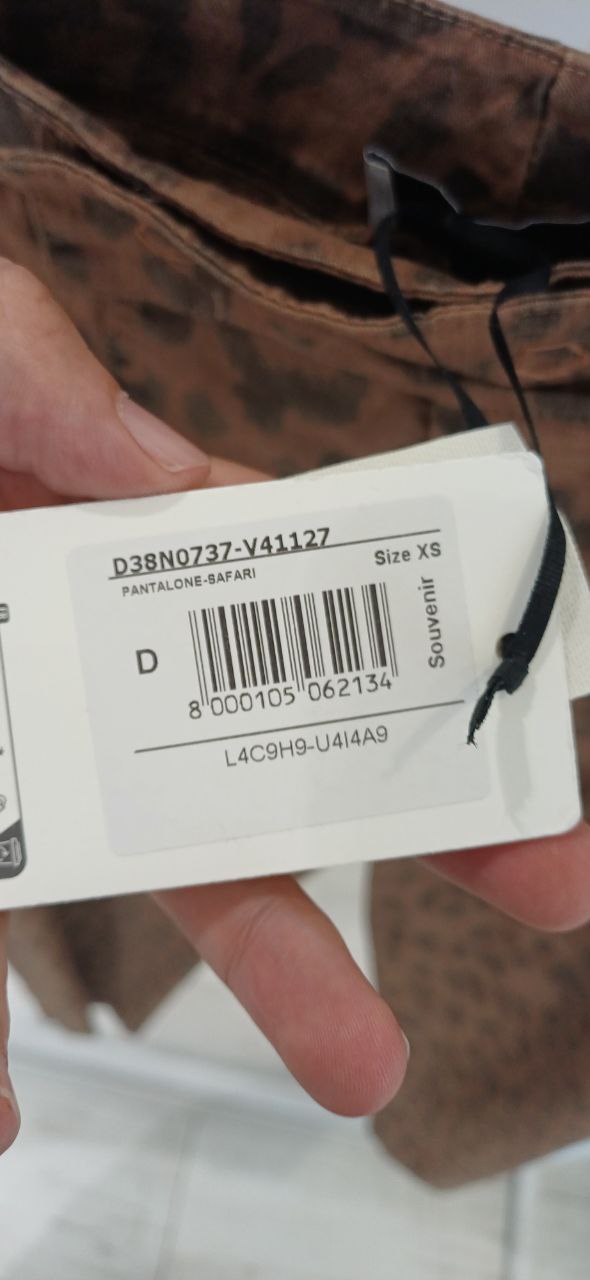 D38N0737-V41127
PANTALONE-SAFARI
Size XS
D
Souvenir
8 000105 062134
L4C9H9-U4I4A9